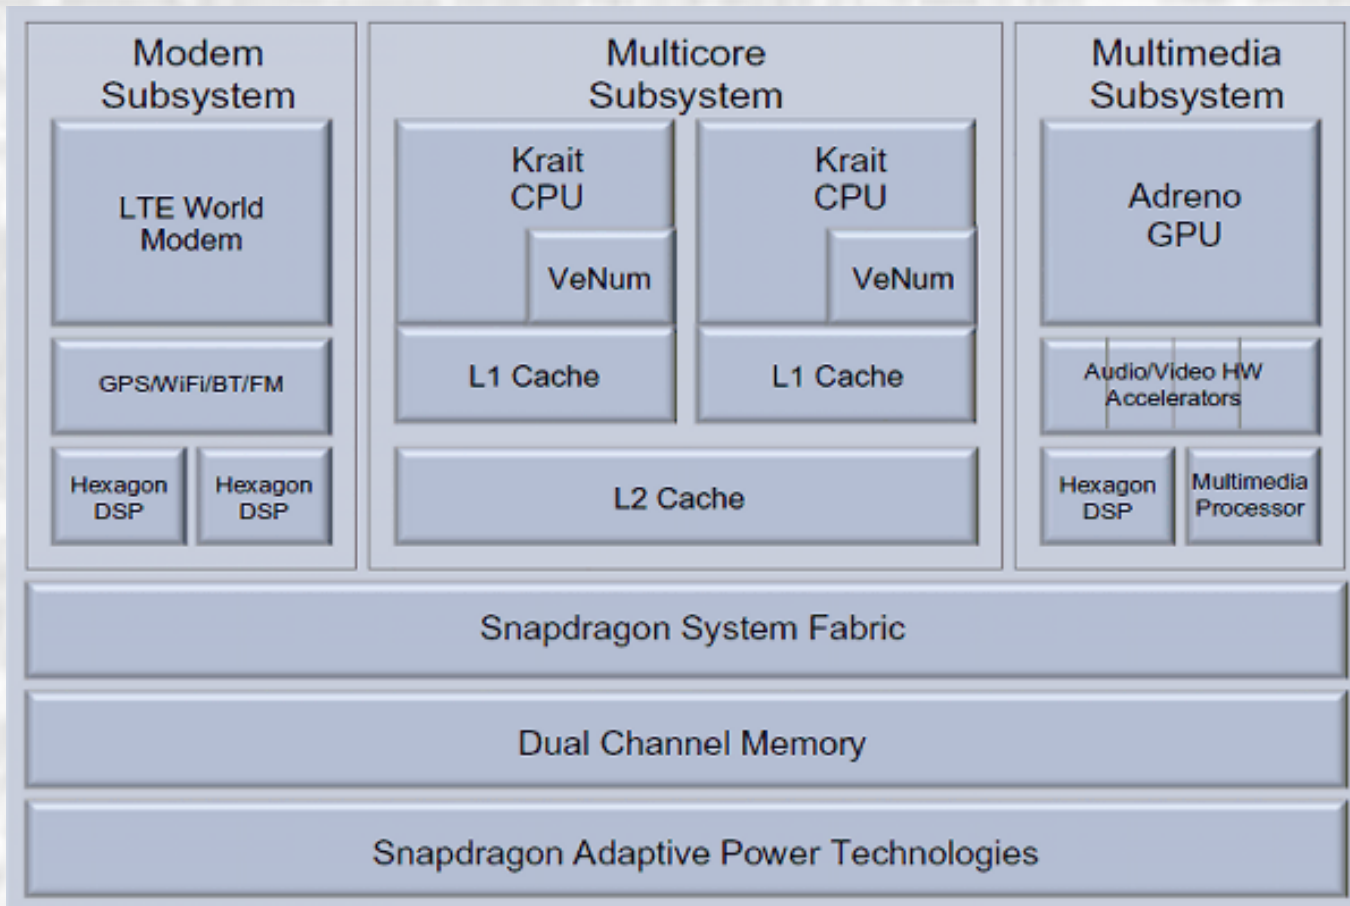 Modem
Subsystem
LTE World
Modem
GPS/WiFi/BT/FM
Hexagon
DSP
Hexagon
DSP
Multicore
Subsystem
Krait
CPU
VeNum
L1 Cache
Krait
CPU
VeNum
L1 Cache
L2 Cache
Multimedia
Subsystem
Adreno
GPU
Audio/Video HW
Accelerators
Hexagon
DSP
Multimedia
Processor
Snapdragon System Fabric
Dual Channel Memory
Snapdragon Adaptive Power Technologies